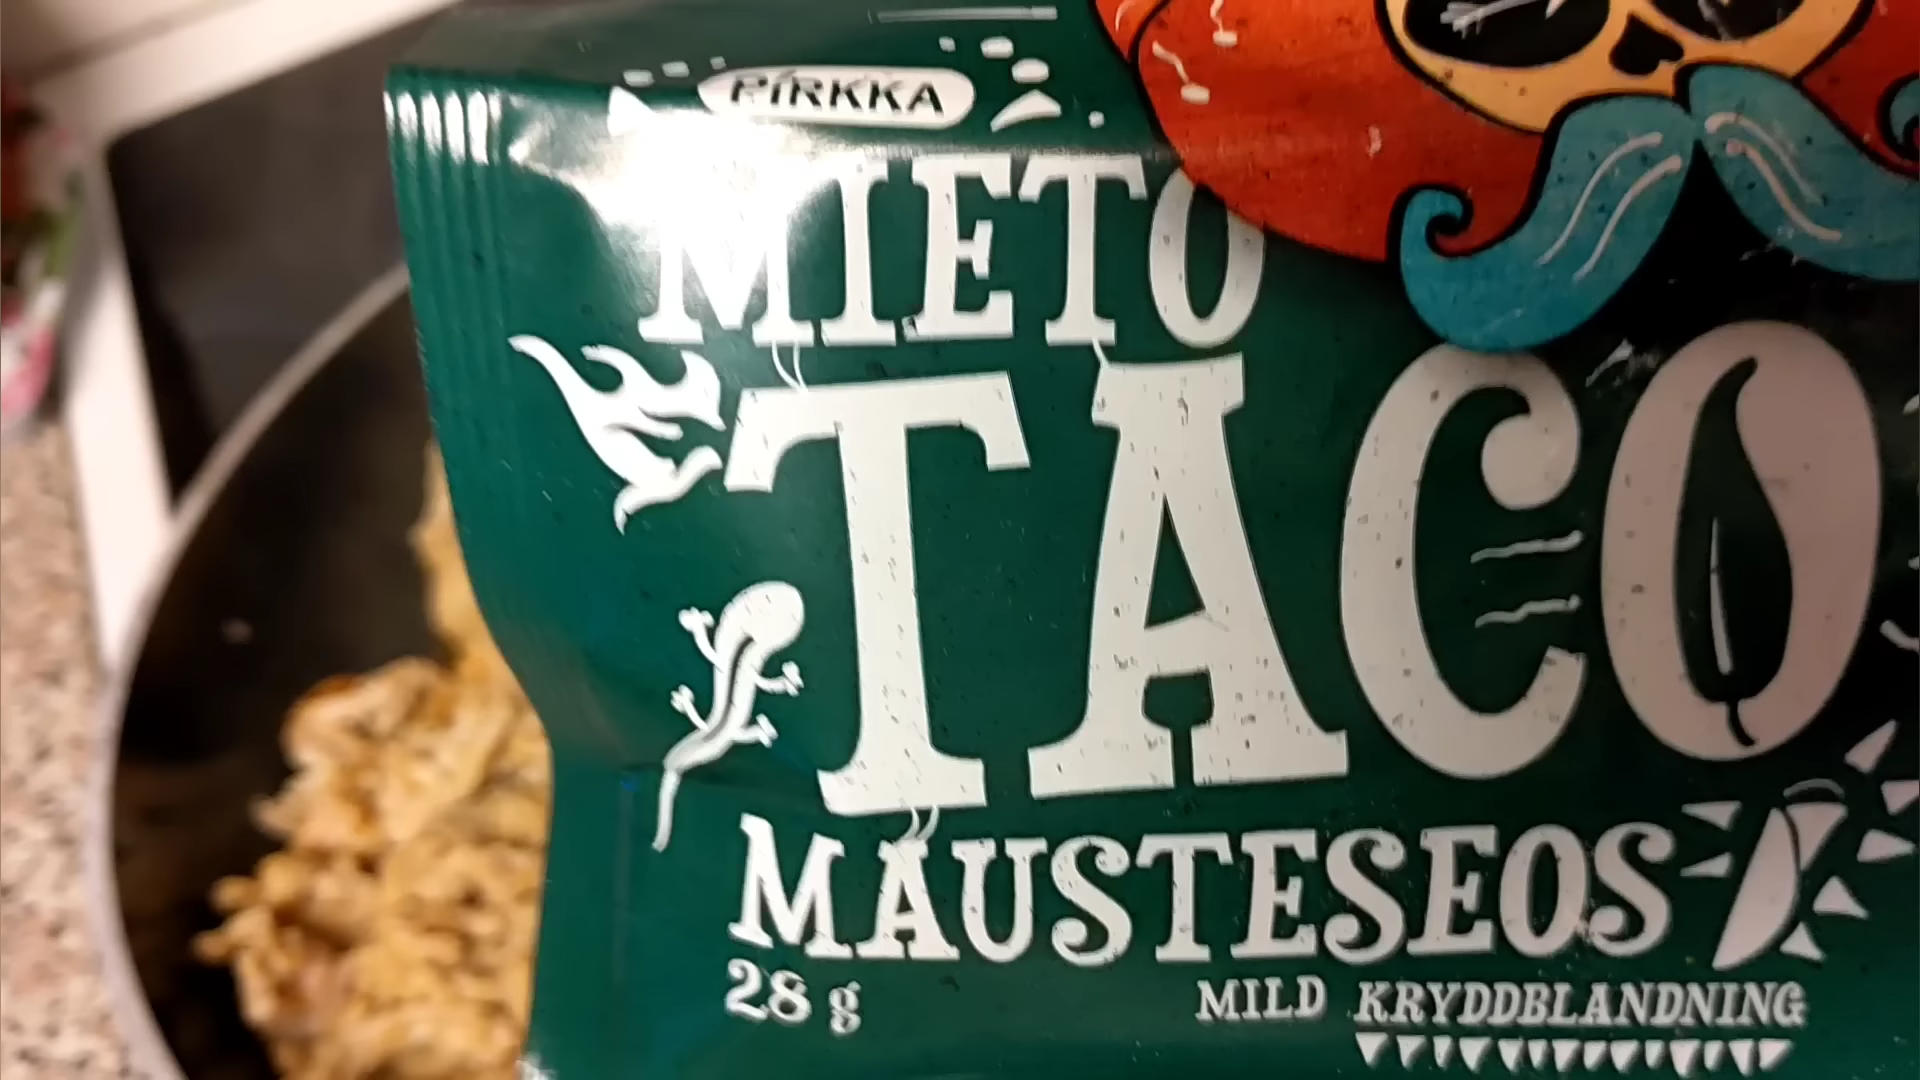 PIRKKA
MIETO
TACO
MAUSTESEOS
28 g
MILD KRYDDBLANDNING